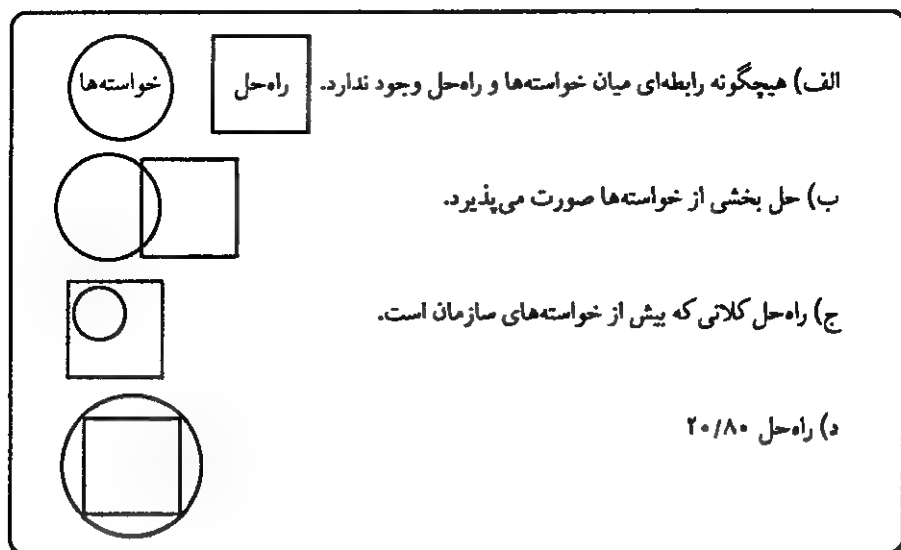 الف) هیچگونه رابطه‌ای میان خواسته‌ها و راه‌حل وجود ندارد. راه‌حل خواسته‌ها
ب) حل بخشی از خواسته‌ها صورت می‌پذیرد.
ج) راه‌حل کلانی که بیش از خواسته‌های سازمان است.
د) راه‌حل ۲۰/۸۰